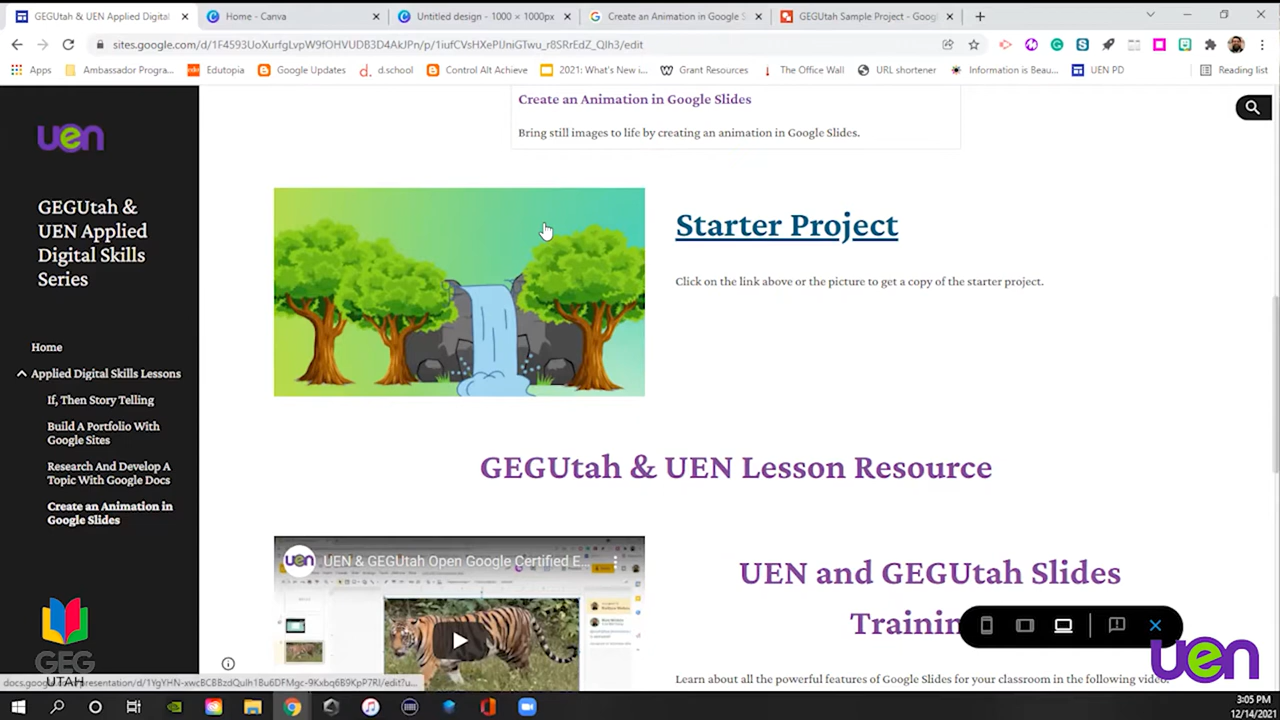 GEGUtah & UEN Applied Digital
Home - Canva
Untitled design - 1000 × 1000px
Create an Animation in Google S
GEGUtah Sample Project - Googl
sites.google.com/d/1F4593UoXurfgLvpW9fOHVUDB3D4AkJPn/p/1iufCVsHXePIJniGTwu_r8SRrEdZ_QIh3/edit
Apps
Ambassador Progra...
Edutopia
Google Updates
d.school
Control Alt Achieve
2021: What's New i...
Grant Resources
The Office Wall
URL shortener
Information is Beau...
UEN PD
Reading list
uen
GEGUtah &
UEN Applied
Digital Skills
Series
Home
Applied Digital Skills Lessons
If, Then Story Telling
Build A Portfolio With
Google Sites
Research And Develop A
Topic With Google Docs
Create an Animation in
Google Slides
GEG
UTAH
Create an Animation in Google Slides
Bring still images to life by creating an animation in Google Slides.
Starter Project
Click on the link above or the picture to get a copy of the starter project.
GEGUtah & UEN Lesson Resource
uen
UEN & GEGUtah Open Google Certified E...
UEN and GEGUtah Slides
Trainin
Learn about all the powerful features of Google Slides for your classroom in the following video.
uen
3:05 PM
12/14/2021